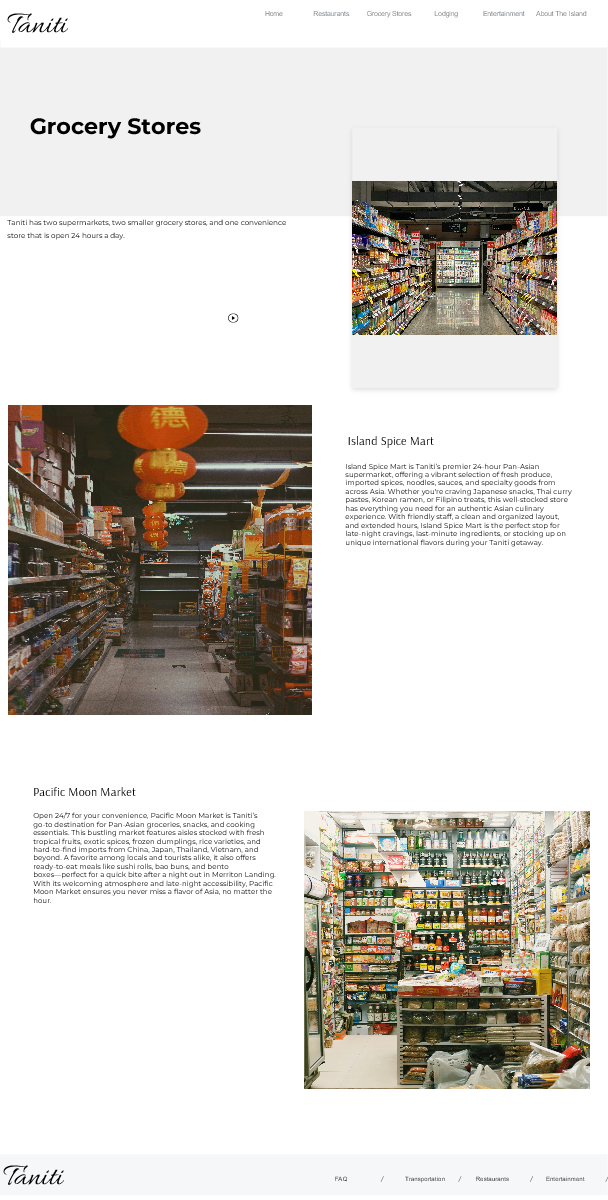 Taniti
Home Restaurants Grocery Stores Lodging Entertainment About The Island
Grocery Stores
Taniti has two supermarkets, two smaller grocery stores, and one convenience
store that is open 24 hours a day.
德
Island Spice Mart
Island Spice Mart is Taniti's premier 24-hour Pan-Asian
supermarket, offering a vibrant selection of fresh produce,
imported spices, noodles, sauces, and specialty goods from
across Asia. Whether you're craving Japanese snacks, Thai curry
pastes, Korean ramen, or Filipino treats, this well-stocked store
has everything you need for an authentic Asian culinary
experience. With friendly staff, a clean and organized layout,
and extended hours, Island Spice Mart is the perfect stop for
late-night cravings, last-minute ingredients, or stocking up on
unique international flavors during your Taniti getaway.
Pacific Moon Market
Open 24/7 for your convenience, Pacific Moon Market is Taniti's
go-to destination for Pan-Asian groceries, snacks, and cooking
essentials. This bustling market features aisles stocked with fresh
tropical fruits, exotic spices, frozen dumplings, rice varieties, and
hard-to-find imports from China, Japan, Thailand, Vietnam, and
beyond. A favorite among locals and tourists alike, it also offers
ready-to-eat meals like sushi rolls, bao buns, and bento
boxes—perfect for a quick bite after a night out in Merriton Landing.
With its welcoming atmosphere and late-night accessibility, Pacific
Moon Market ensures you never miss a flavor of Asia, no matter the
hour.
Taniti
FAQ / Transportation / Restaurants / Entertainment /